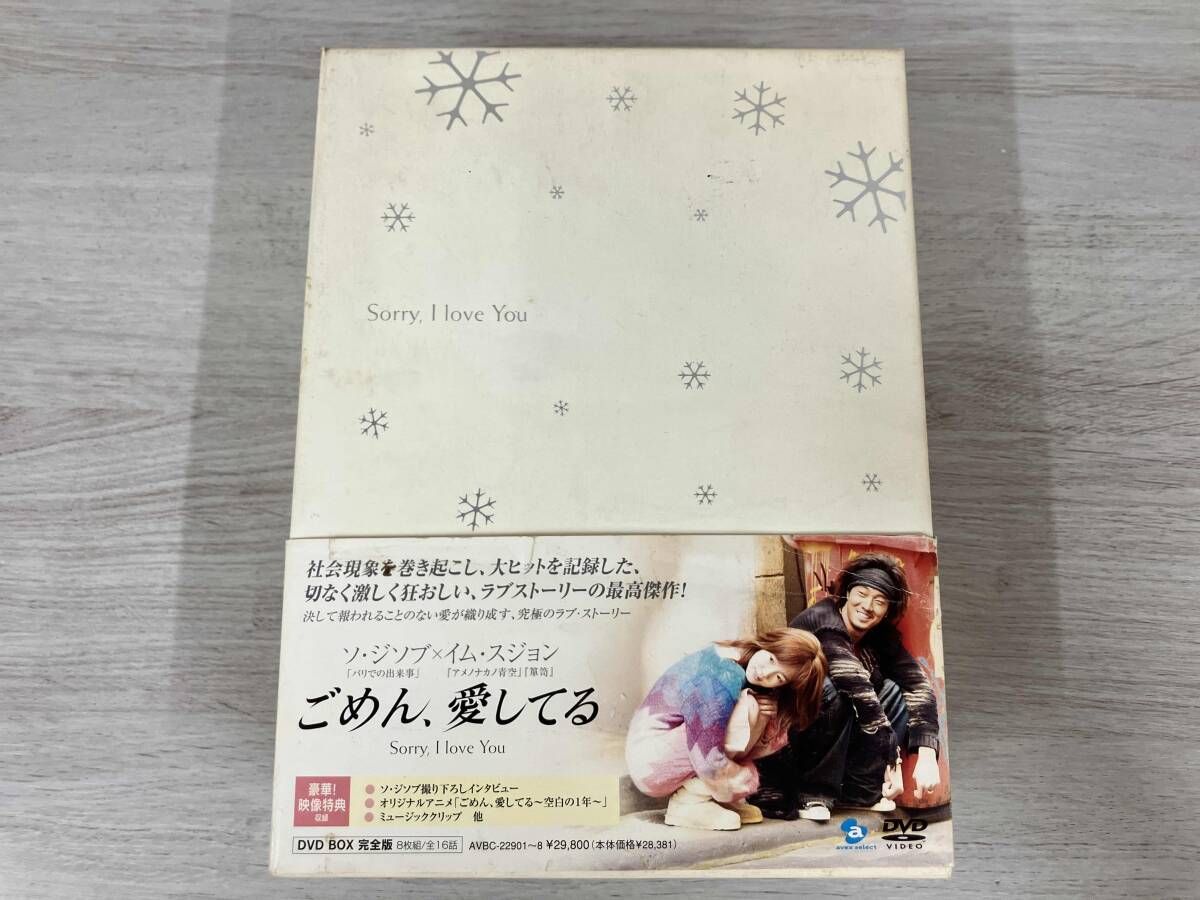 Sorry, I love You
社会現象を巻き起こし、大ヒットを記録した、
切なく激しく狂おしい、ラブストーリーの最高傑作!
決して報われることのない愛が織り成す、究極のラブ・ストーリー
ソ・ジソブ×イム・スジョン
「バリでの出来事」 『アメノナカノ青空』『箪笥』
ごめん、愛してる
Sorry, I love You
豪華!
映像特典
収録
● ソ・ジソブ撮り下ろしインタビュー
● オリジナルアニメ「ごめん、愛してる~空白の1年~」
● ミュージッククリップ 他
DVD BOX 完全版 8枚組/全16話 AVBC-22901~8 ¥29,800(本体価格¥28,381)
a
avex select
DVD
VIDEO